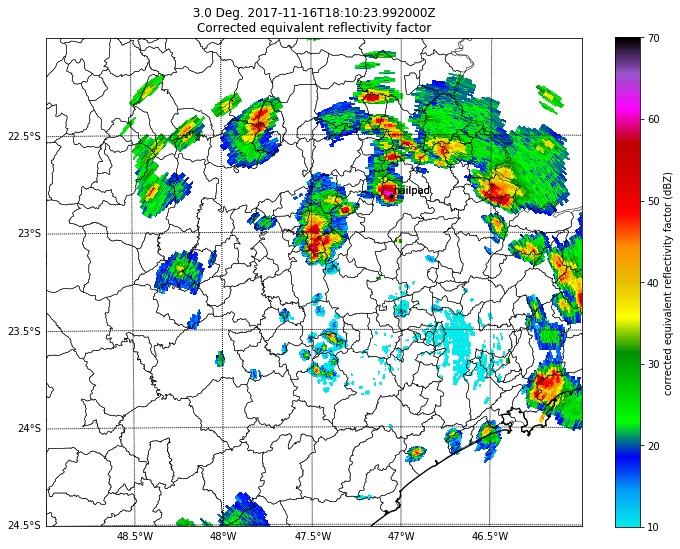 3.0 Deg. 2017-11-16T18:10:23.992000Z
Corrected equivalent reflectivity factor
22.5°S
23°S
23.5°S
24°S
24.5°S
48.5°W
48°W
47.5°W
47°W
46.5°W
hailpad
70
60
50
40
30
20
10
corrected equivalent reflectivity factor (dBZ)